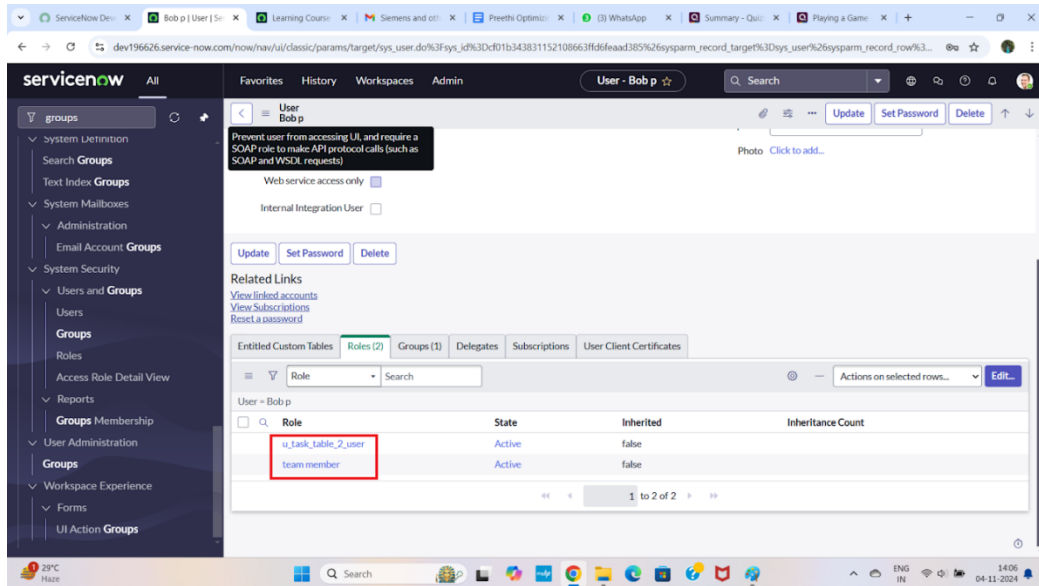 ServiceNow Dev
Bob p | User | Se
Learning Course
Siemens and oth
Preethi Optimiz
(3) WhatsApp
Summary - Quiz
Playing a Game
dev196626.service-now.com/now/nav/ui/classic/params/target/sys_user.do%3Fsys_id%3Dcf01b343831152108663ffd6feaad385%26sysparm_record_target%3Dsys_user%26sysparm_record_row%3...
servicenow All Favorites History Workspaces Admin User - Bob p Search
groups
User
Bob p
Update Set Password Delete
Prevent user from accessing UI, and require a
SOAP role to make API protocol calls (such as
SOAP and WSDL requests)
Photo Click to add...
Web service access only
Internal Integration User
Update Set Password Delete
Related Links
View linked accounts
View Subscriptions
Reset a password
Entitled Custom Tables Roles (2) Groups (1) Delegates Subscriptions User Client Certificates
Role Search Actions on selected rows... Edit...
User = Bob p
Role State Inherited Inheritance Count
u_task_table_2_user Active false
team member Active false
1 to 2 of 2
System Definition
Search Groups
Text Index Groups
System Mailboxes
Administration
Email Account Groups
System Security
Users and Groups
Users
Groups
Roles
Access Role Detail View
Reports
Groups Membership
User Administration
Groups
Workspace Experience
Forms
UI Action Groups
29°C
Haze
Search
ENG
IN
14:06
04-11-2024